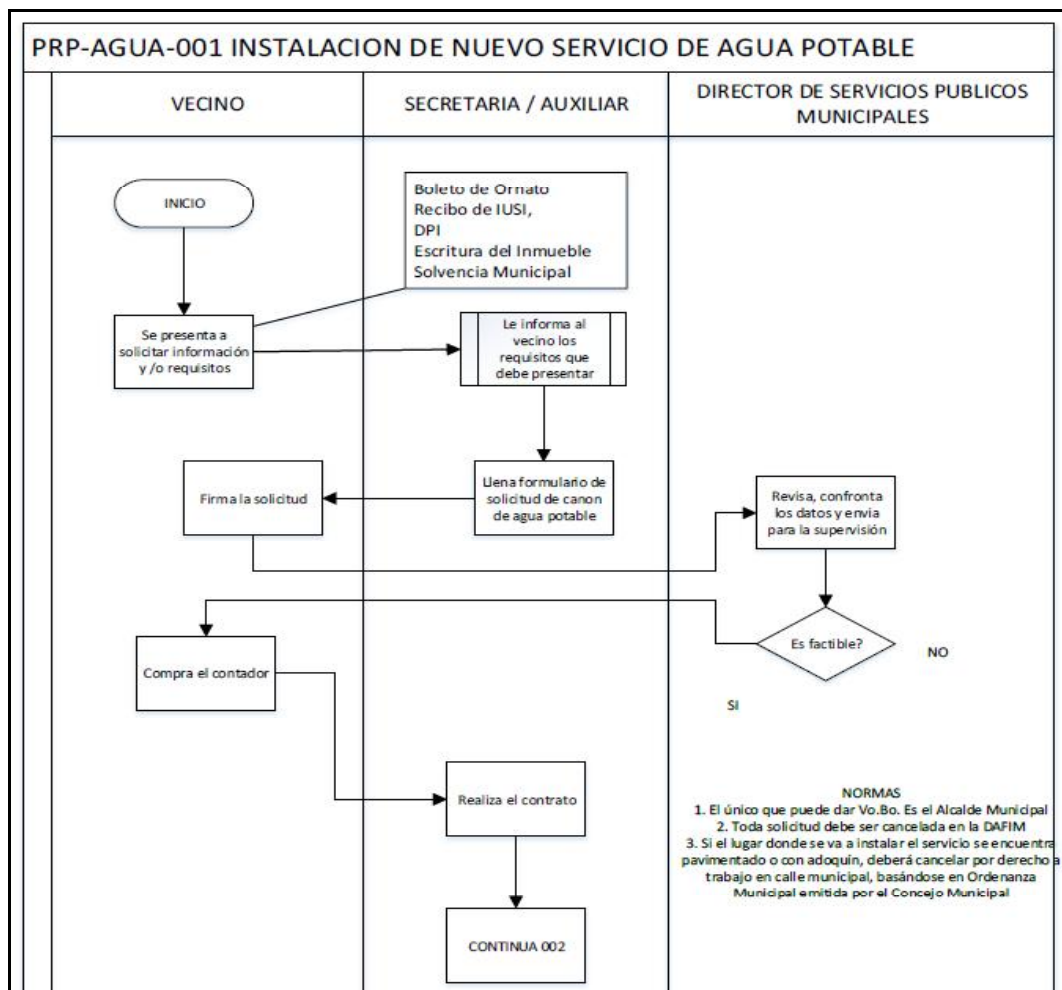 PRP-AGUA-001 INSTALACION DE NUEVO SERVICIO DE AGUA POTABLE
VECINO
SECRETARIA / AUXILIAR
DIRECTOR DE SERVICIOS PUBLICOS
MUNICIPALES
INICIO
Boleto de Ornato
Recibo de IUSI,
DPI
Escritura del Inmueble
Solvencia Municipal
Se presenta a
solicitar información
y /o requisitos
Le informa al
vecino los
requisitos que
debe presentar
Llena formulario de
solicitud de canon
de agua potable
Firma la solicitud
Revisa, confronta
los datos y envia
para la supervisión
Es factible?
NO
SI
Compra el contador
Realiza el contrato
CONTINUA 002
NORMAS
1. El único que puede dar Vo.Bo. Es el Alcalde Municipal
2. Toda solicitud debe ser cancelada en la DAFIM
3. Si el lugar donde se va a instalar el servicio se encuentra
pavimentado o con adoquín, deberá cancelar por derecho a
trabajo en calle municipal, basándose en Ordenanza
Municipal emitida por el Concejo Municipal